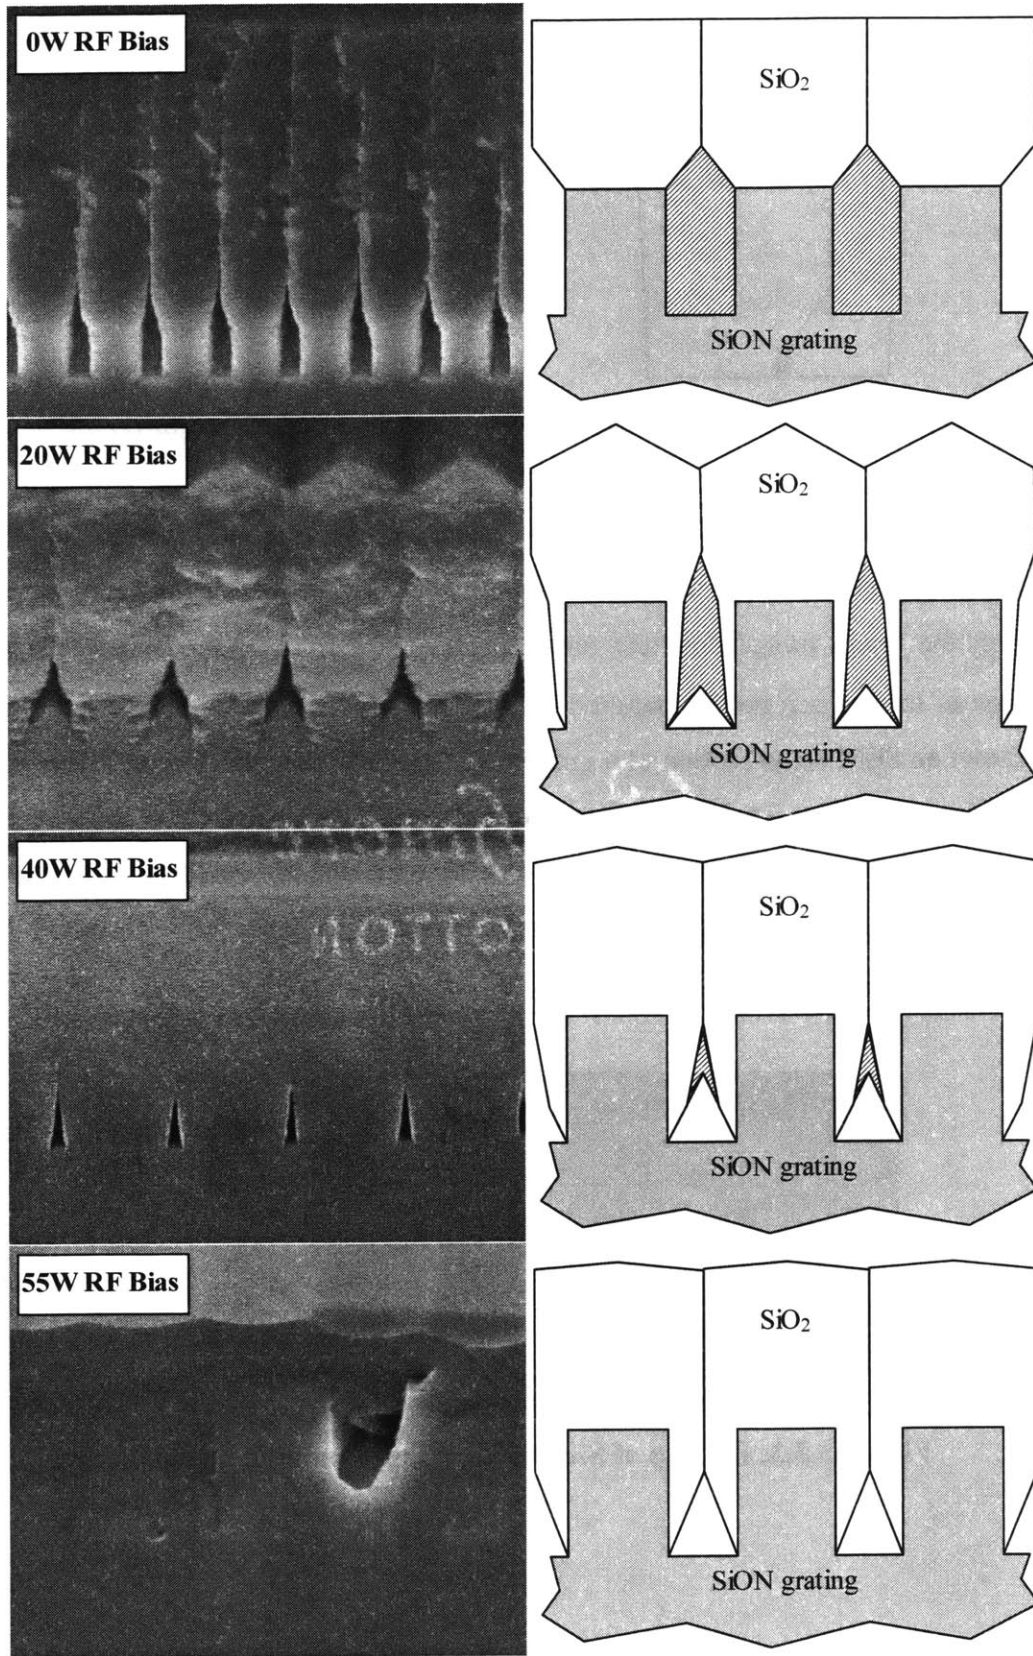 0W RF Bias
SiO₂
SiON grating
20W RF Bias
SiO₂
SiON grating
40W RF Bias
SiO₂
SiON grating
55W RF Bias
SiO₂
SiON grating